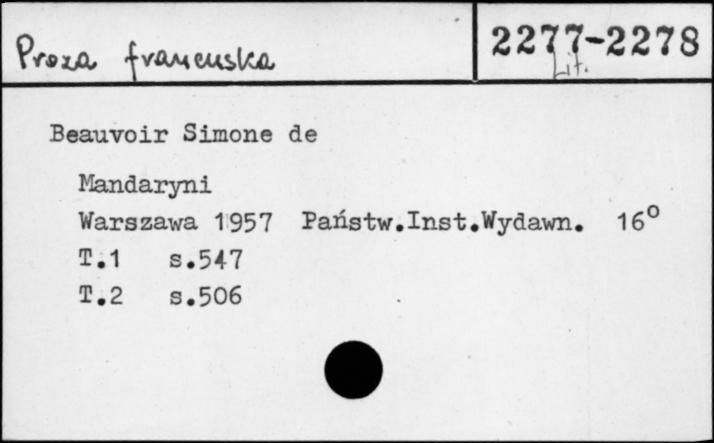 Proza francuska
2277-2278
Lit.
Beauvoir Simone de
Mandaryni
Warszawa 1957 Państw.Inst.Wydawn. 16°
T.1 s.547
T.2 s.506